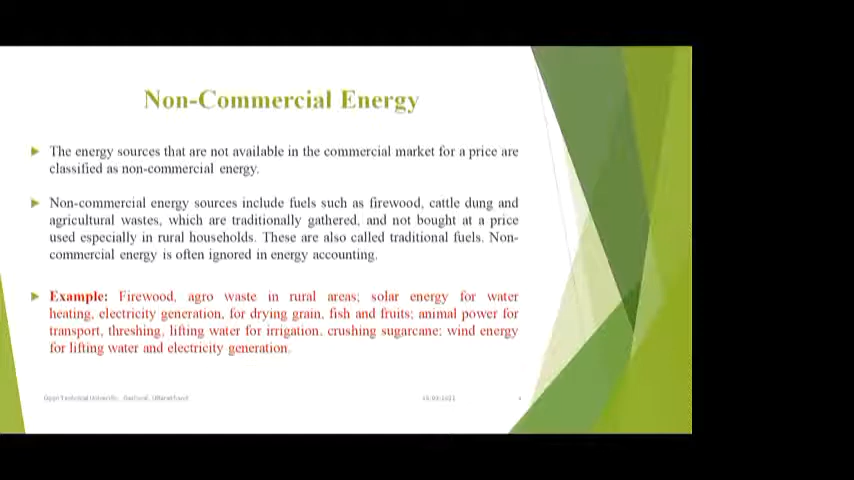 Non-Commercial Energy
The energy sources that are not available in the commercial market for a price are
classified as non-commercial energy.
Non-commercial energy sources include fuels such as firewood, cattle dung and
agricultural wastes, which are traditionally gathered, and not bought at a price
used especially in rural households. These are also called traditional fuels. Non-
commercial energy is often ignored in energy accounting.
Example: Firewood, agro waste in rural areas; solar energy for water
heating, electricity generation, for drying grain, fish and fruits; animal power for
transport, threshing, lifting water for irrigation, crushing sugarcane; wind energy
for lifting water and electricity generation.
Technical